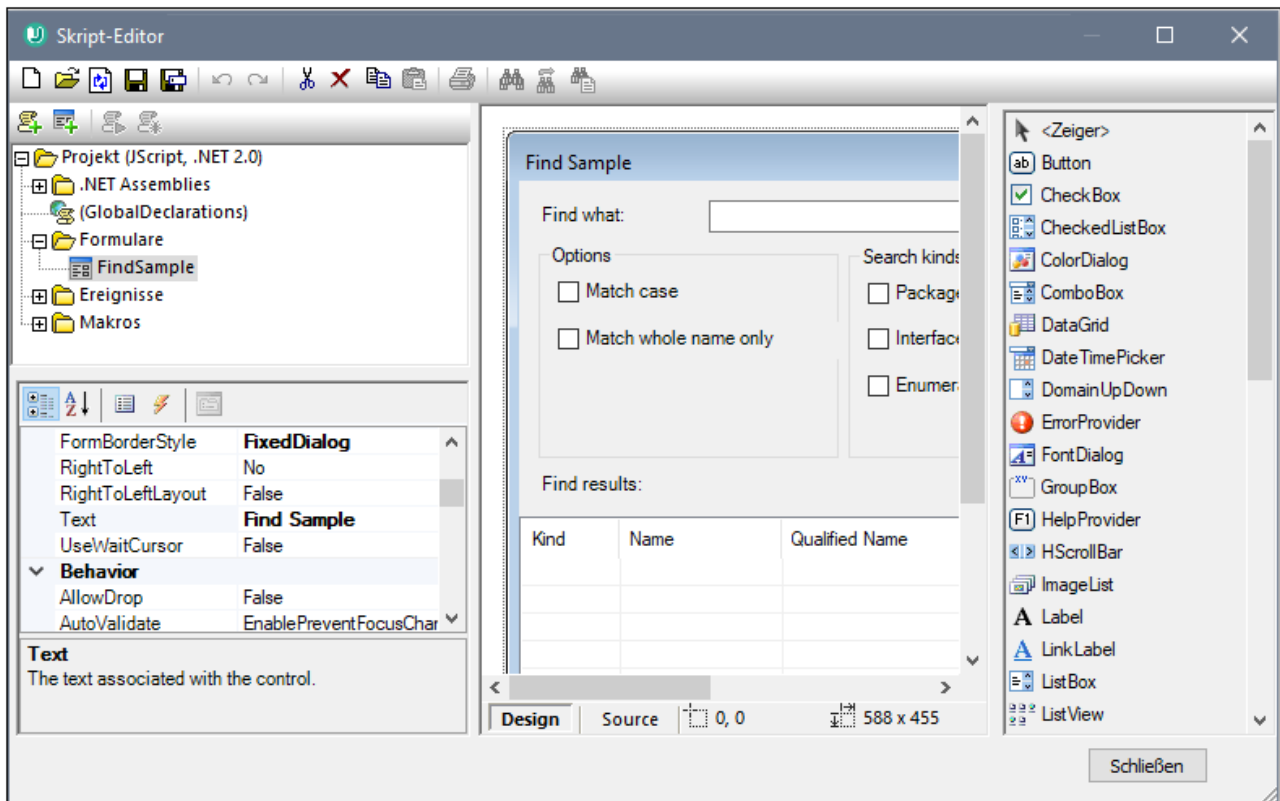 Skript-Editor
Projekt (JScript, .NET 2.0)
.NET Assemblies
(GlobalDeclarations)
Formulare
FindSample
Ereignisse
Makros
FormBorderStyle FixedDialog
RightToLeft No
RightToLeftLayout False
Text Find Sample
UseWaitCursor False
Behavior
AllowDrop False
AutoValidate EnablePreventFocusChar
Text
The text associated with the control.
Find Sample
Find what:
Options
Match case
Match whole name only
Search kinds
Package
Interface
Enumera
Find results:
Kind Name Qualified Name
Design Source 0, 0 588 x 455
<Zeiger>
ab Button
CheckBox
CheckedListBox
ColorDialog
ComboBox
DataGrid
DateTimePicker
DomainUpDown
ErrorProvider
FontDialog
XY GroupBox
F1 HelpProvider
HScrollBar
ImageList
A Label
A LinkLabel
ListBox
ListView
Schließen